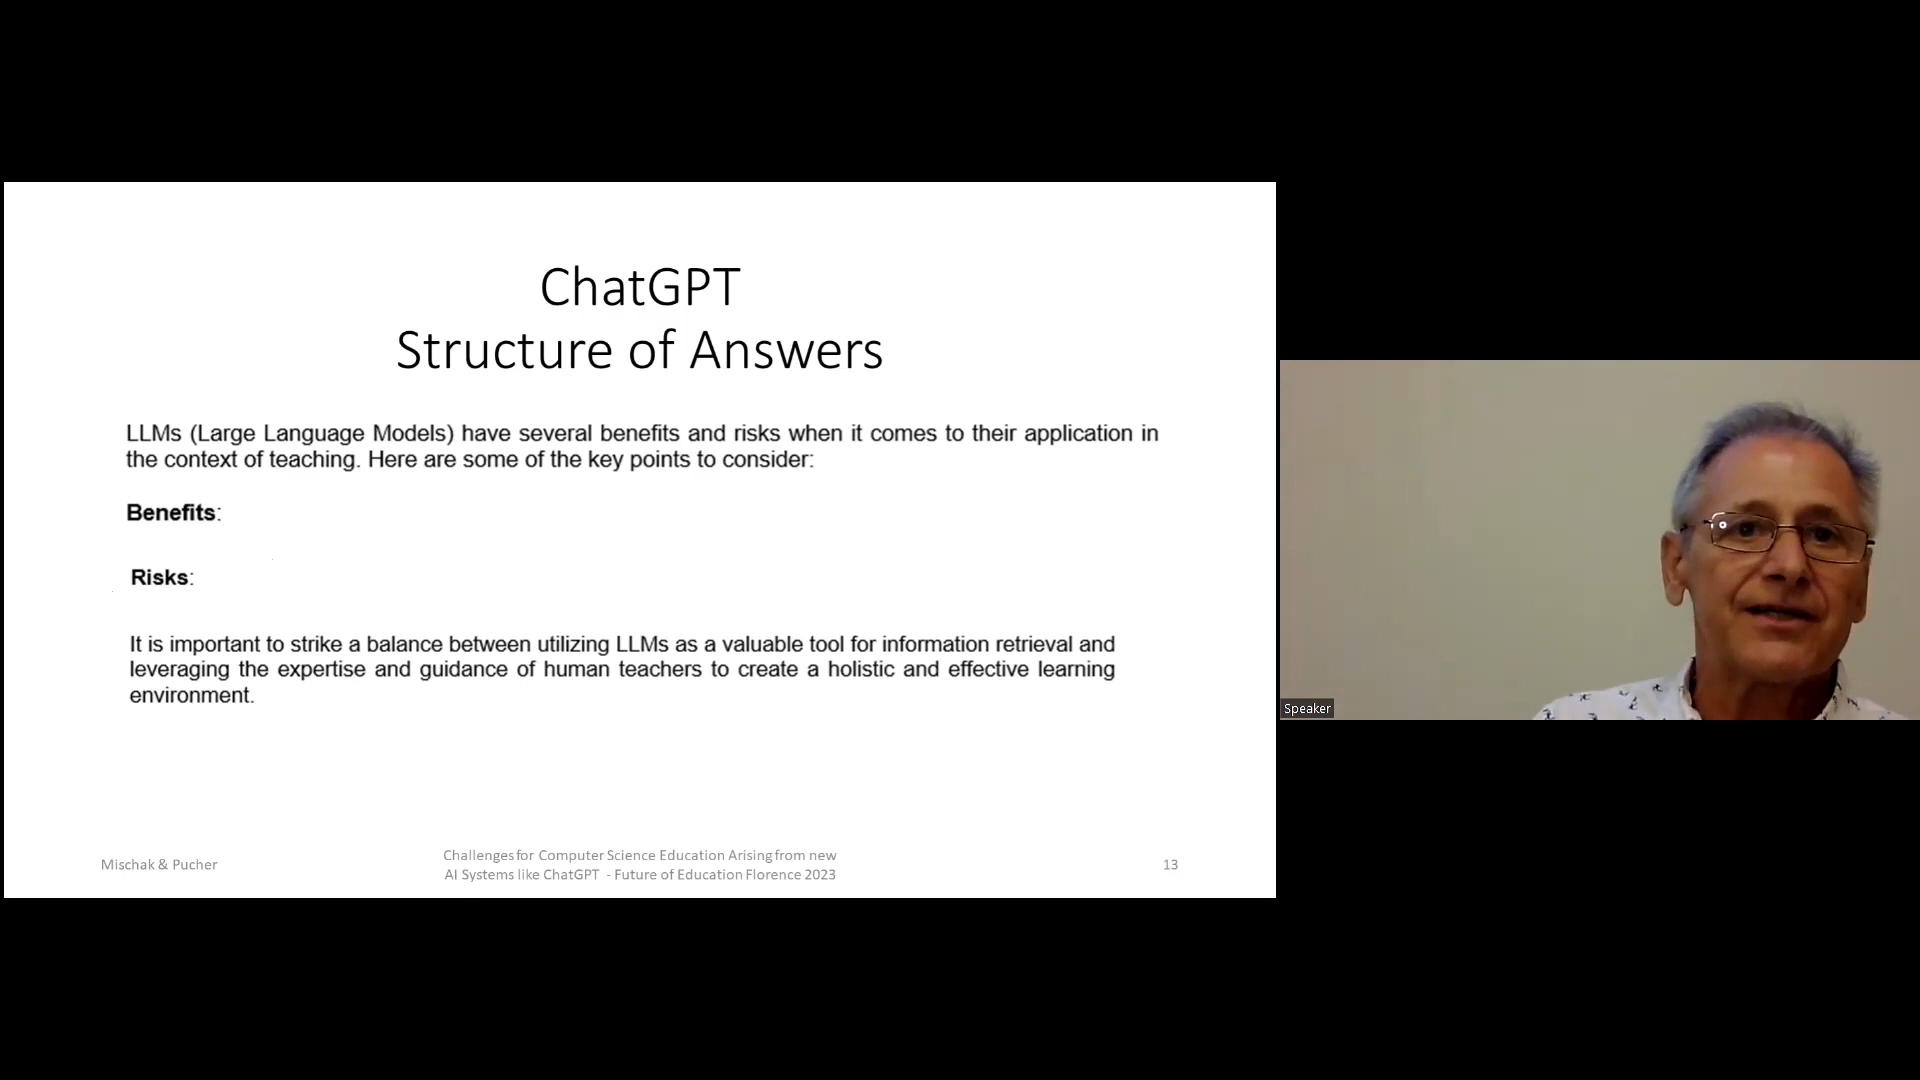 ChatGPT
Structure of Answers
LLMs (Large Language Models) have several benefits and risks when it comes to their application in
the context of teaching. Here are some of the key points to consider:
Benefits:
Risks:
It is important to strike a balance between utilizing LLMs as a valuable tool for information retrieval and
leveraging the expertise and guidance of human teachers to create a holistic and effective learning
environment.
Mischak & Pucher
Challenges for Computer Science Education Arising from new
AI Systems like ChatGPT - Future of Education Florence 2023
13
Speaker